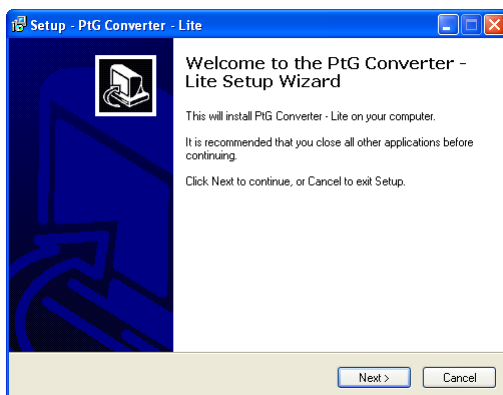 Setup - PtG Converter - Lite
Welcome to the PtG Converter -
Lite Setup Wizard
This will install PtG Converter - Lite on your computer.
It is recommended that you close all other applications before
continuing.
Click Next to continue, or Cancel to exit Setup.
Next >
Cancel